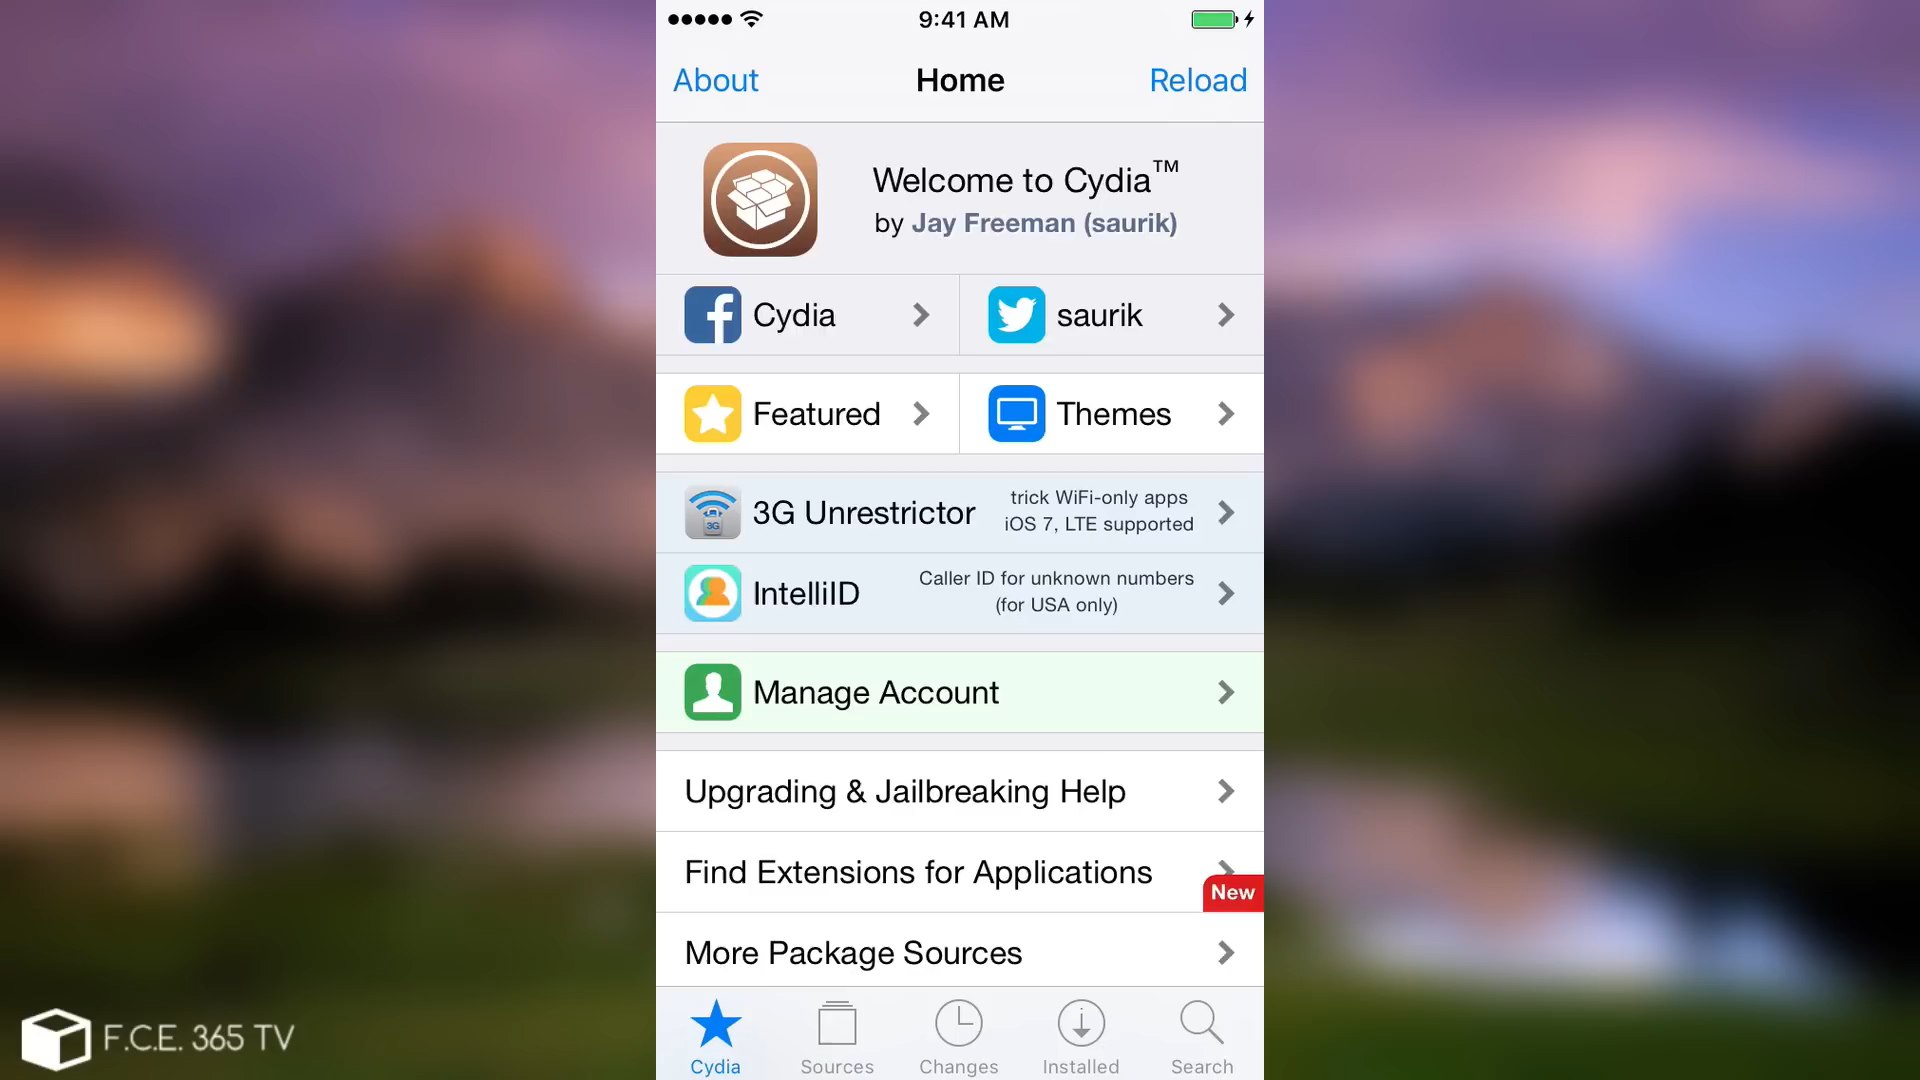 9:41 AM
About
Home
Reload
Welcome to Cydia™
by Jay Freeman (saurik)
Cydia
saurik
Featured
Themes
3G Unrestrictor
trick WiFi-only apps
iOS 7, LTE supported
3G
IntelliID
Caller ID for unknown numbers
(for USA only)
Manage Account
Upgrading & Jailbreaking Help
Find Extensions for Applications
New
More Package Sources
Cydia
Sources
Changes
Installed
Search
F.C.E. 365 TV